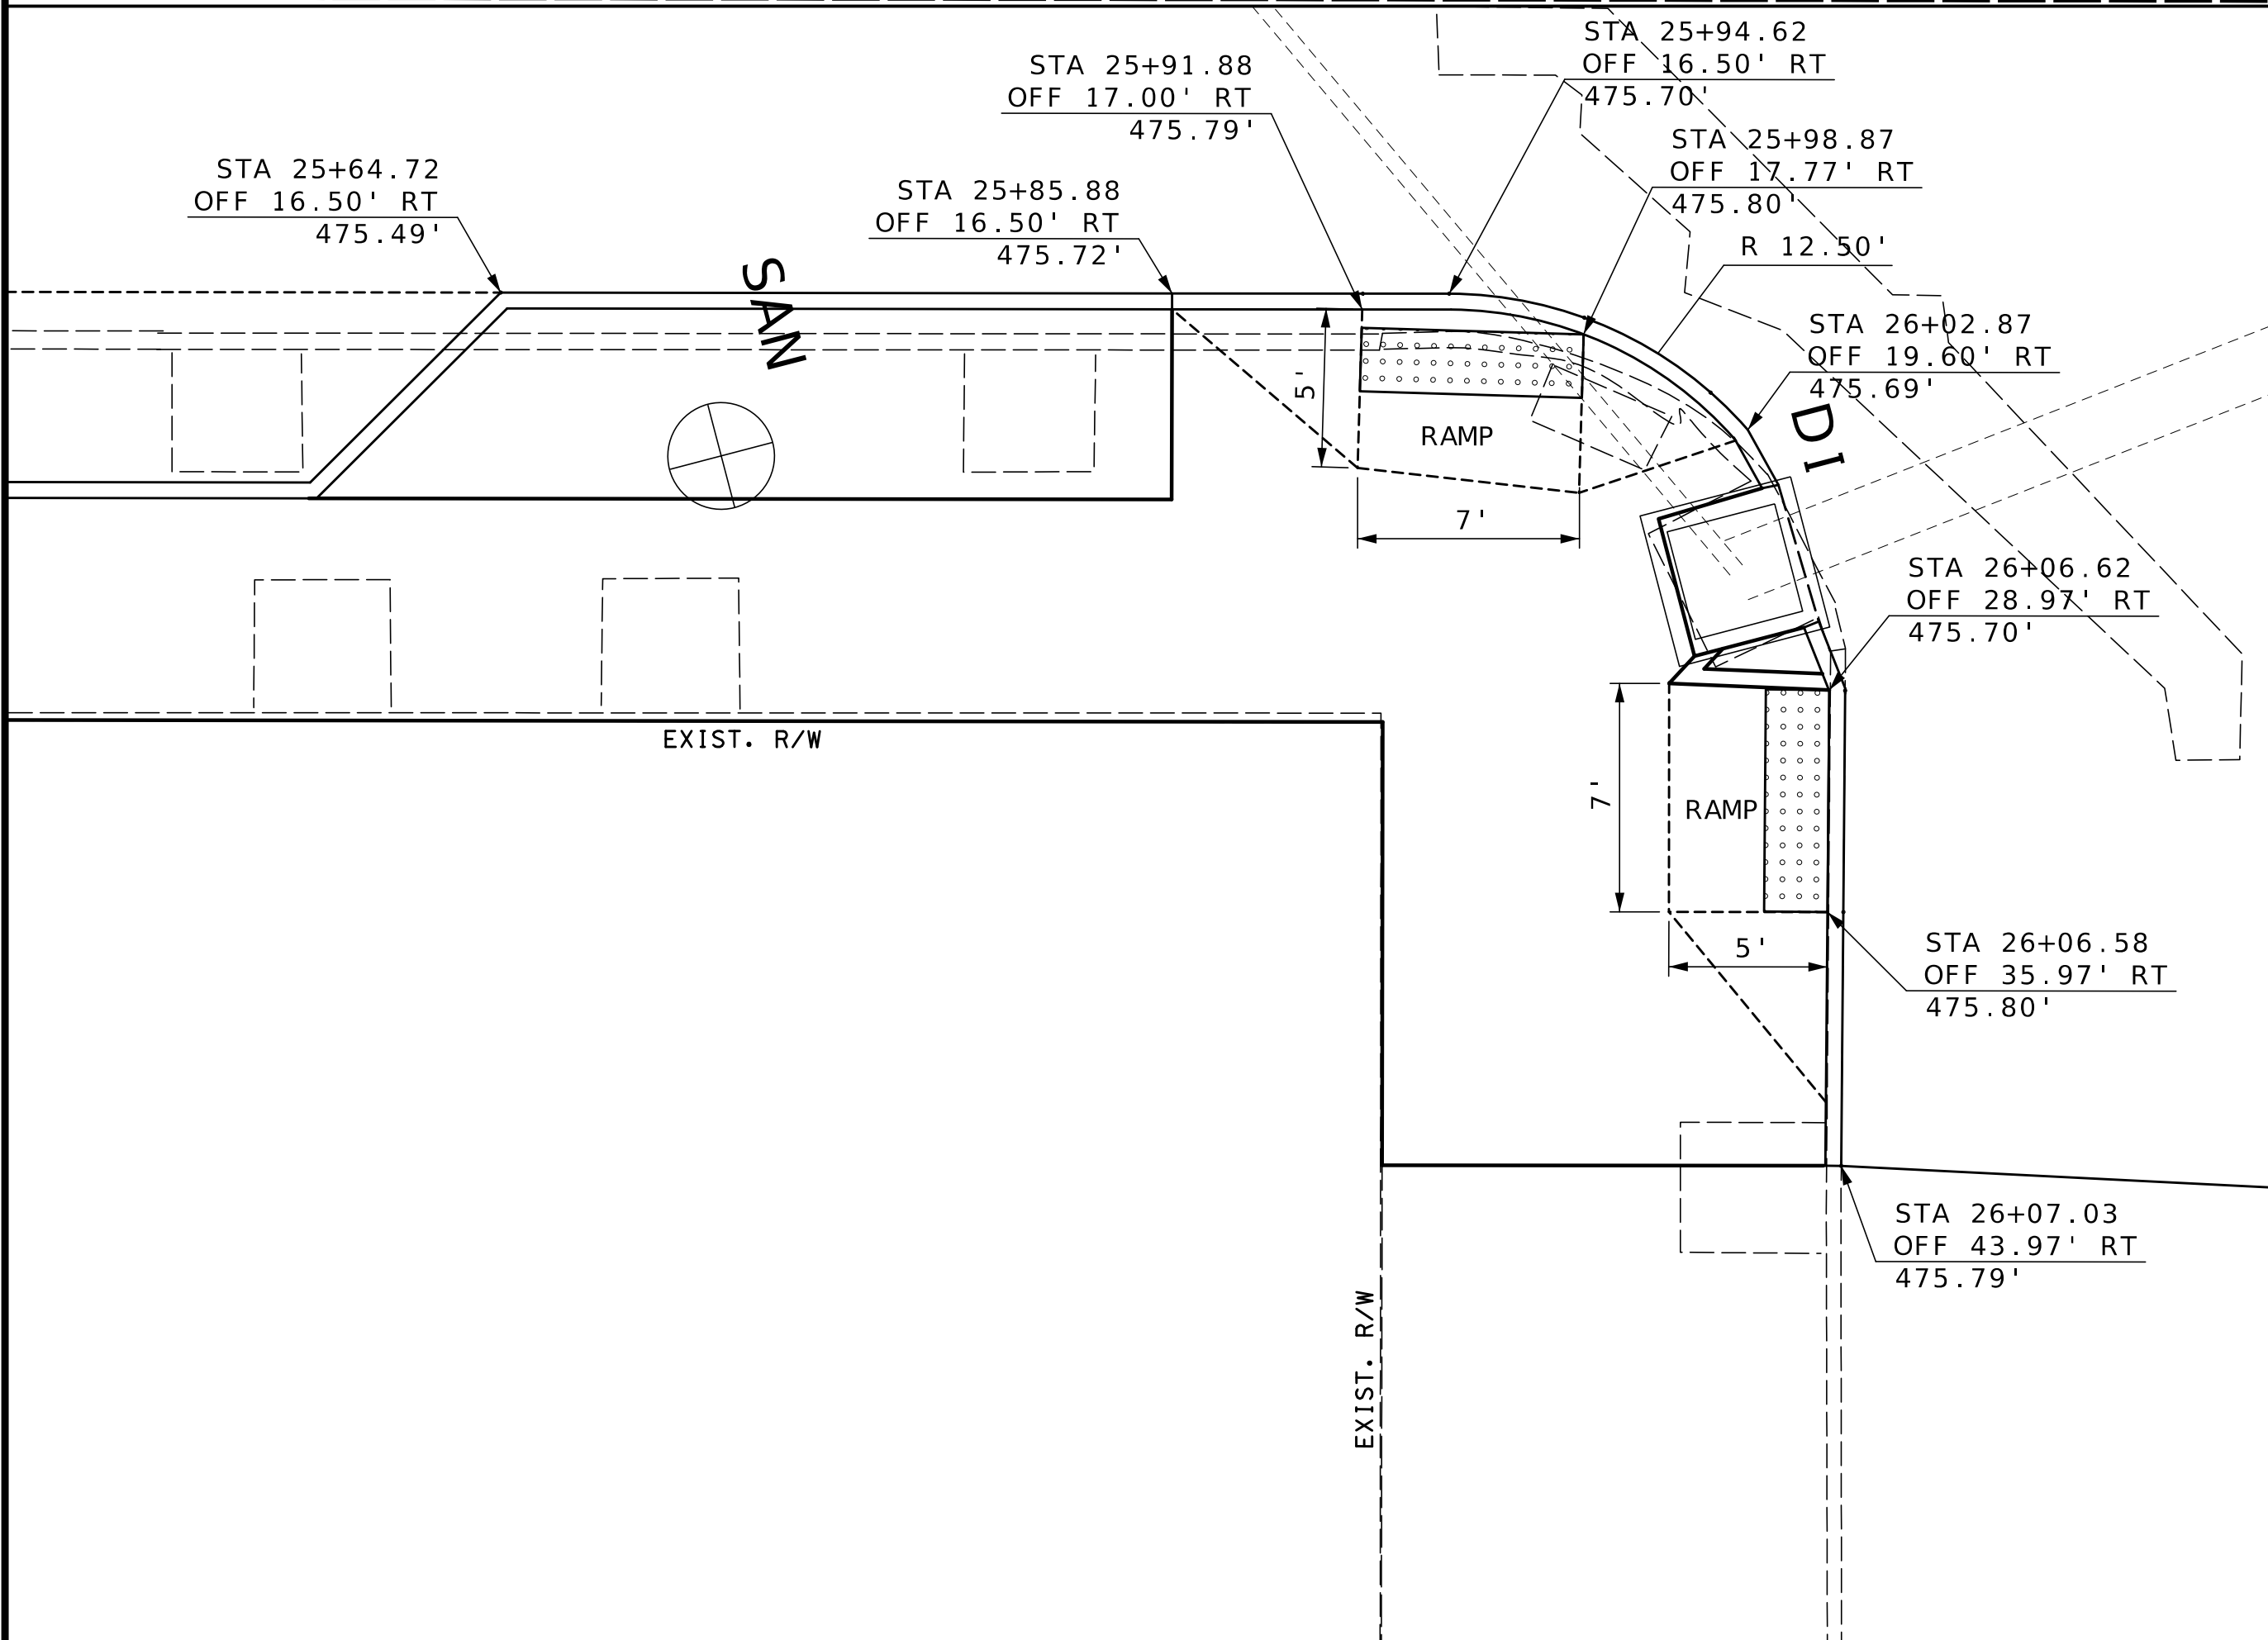 STA 25+94.62
OFF 16.50' RT
475.70'
STA 25+91.88
OFF 17.00' RT
475.79'
STA 25+98.87
OFF 17.77' RT
475.80'
STA 25+64.72
OFF 16.50' RT
475.49'
STA 25+85.88
OFF 16.50' RT
475.72'
R 12.50'
SAN
STA 26+02.87
OFF 19.60' RT
475.69'
5'
DI
RAMP
7'
STA 26+06.62
OFF 28.97' RT
475.70'
EXIST. R/W
7'
RAMP
5'
STA 26+06.58
OFF 35.97' RT
475.80'
STA 26+07.03
OFF 43.97' RT
475.79'
EXIST. R/W